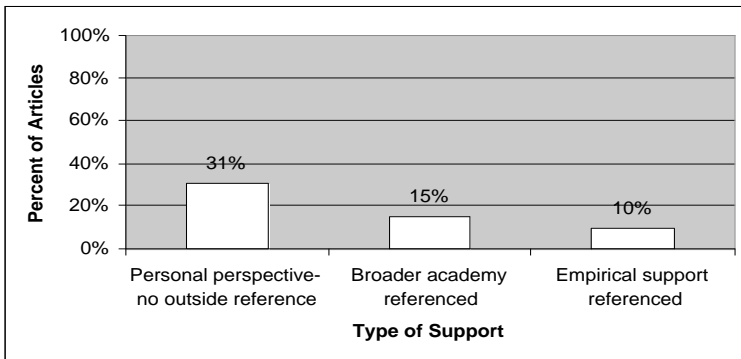 100%
80%
60%
40%
20%
0%
Percent of Articles
31%
15%
10%
Personal perspective-
no outside reference
Broader academy
referenced
Empirical support
referenced
Type of Support